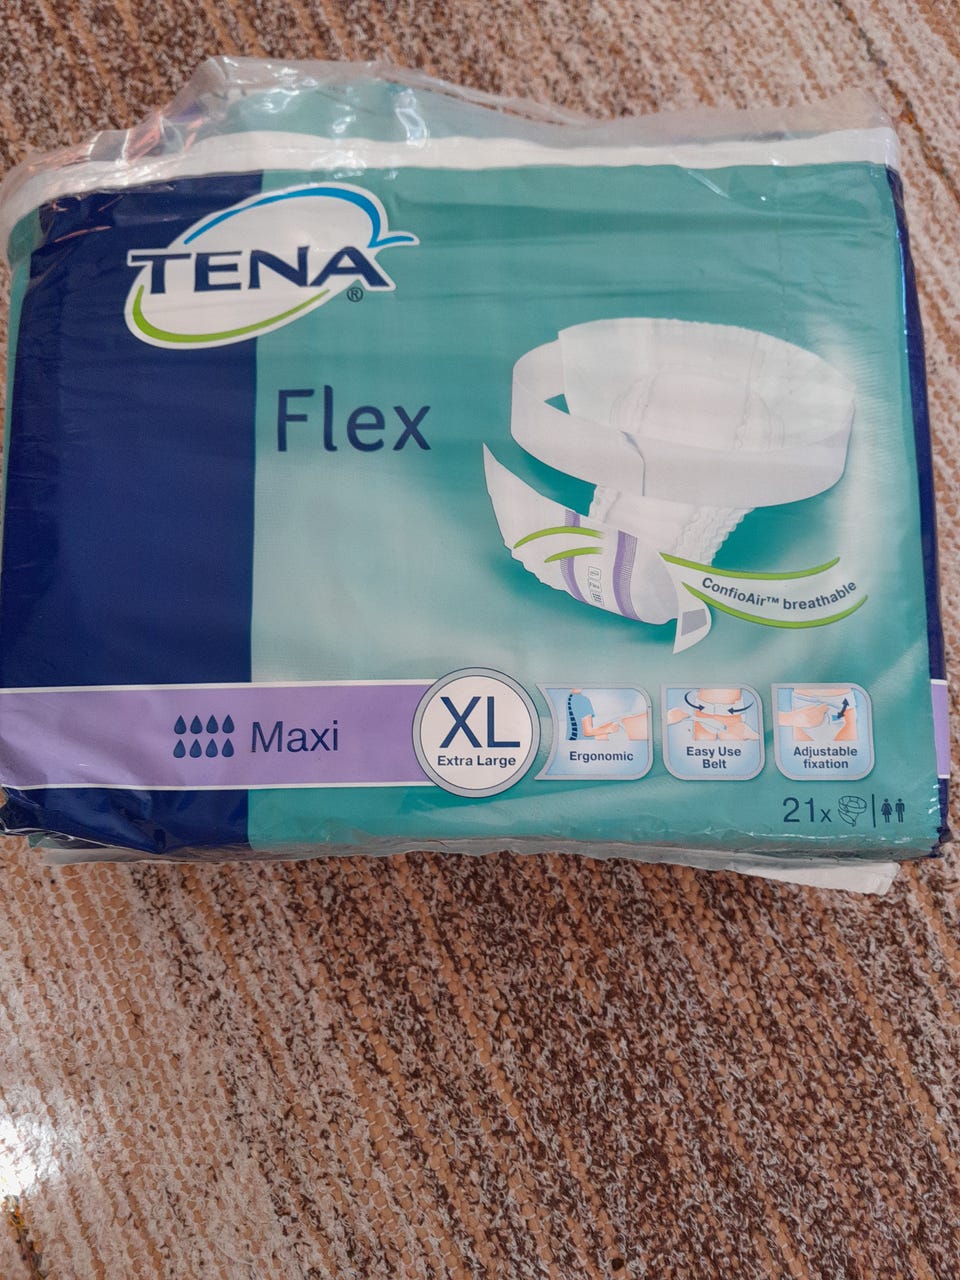 TENA®
Flex
ConfioAir™ breathable
Maxi
XL
Extra Large
Ergonomic
Easy Use
Belt
Adjustable
fixation
21x